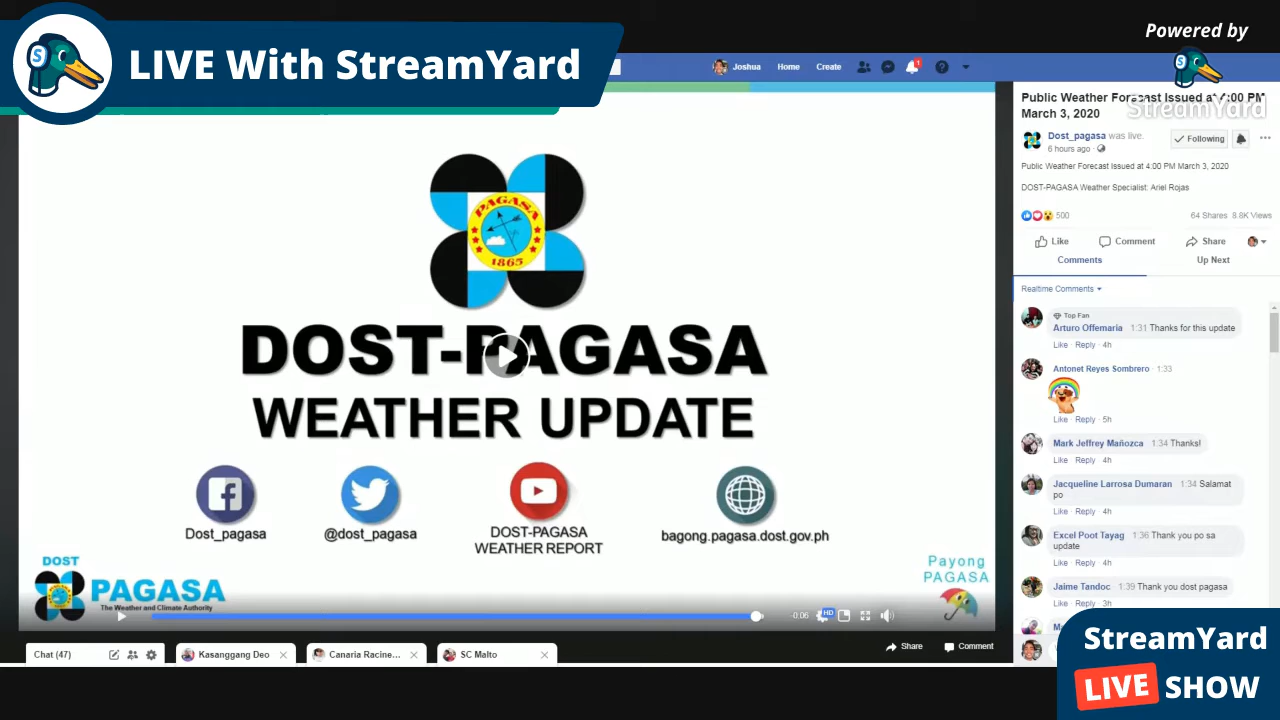 LIVE With StreamYard
Powered by
StreamYard
Joshua
Home
Create
1
Public Weather Forecast Issued at 4:00 PM
March 3, 2020
Dost_pagasa was live.
6 hours ago
Following
Public Weather Forecast Issued at 4:00 PM March 3, 2020
DOST-PAGASA Weather Specialist: Ariel Rojas
500
64 Shares 8.8K Views
Like
Comment
Share
Comments
Up Next
Realtime Comments
Top Fan
Arturo Offemaria 1:31 Thanks for this update
Like · Reply · 4h
Antonet Reyes Sombrero · 1:33
Like · Reply · 5h
Mark Jeffrey Mañozca 1:34 Thanks!
Like · Reply · 4h
Jacqueline Larrosa Dumaran · 1:34 Salamat
po
Like · Reply · 4h
Excel Poot Tayag · 1:36 Thank you po sa
update
Like · Reply · 4h
Jaime Tandoc · 1:39 Thank you dost pagasa
Like · Reply · 3h
PAGASA
1865
DOST-PAGASA
WEATHER UPDATE
Dost_pagasa
@dost_pagasa
DOST-PAGASA
WEATHER REPORT
bagong.pagasa.dost.gov.ph
DOST
PAGASA
The Weather and Climate Authority
Payong
PAGASA
-0:06
HD
Chat (47)
Kasanggang Deo
Canaria Racine...
SC Malto
Share
Comment
StreamYard
LIVE SHOW